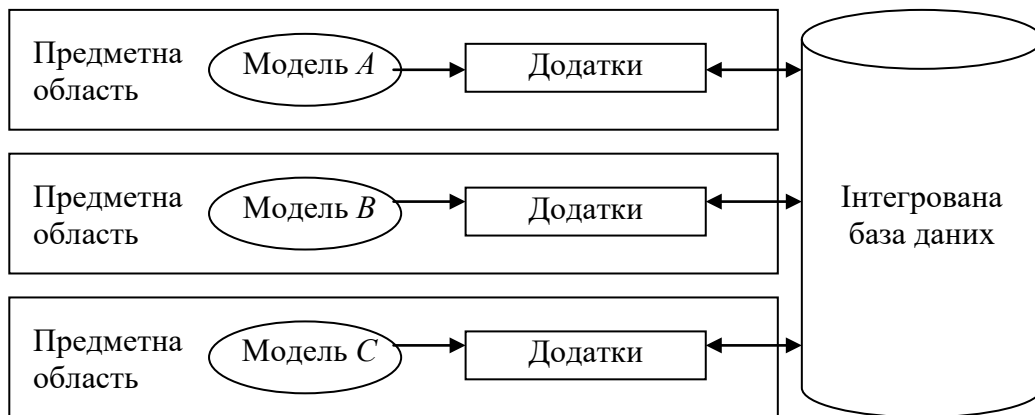 Предметна
область
Модель A
Додатки
Предметна
область
Модель B
Додатки
Предметна
область
Модель C
Додатки
Інтегрована
база даних